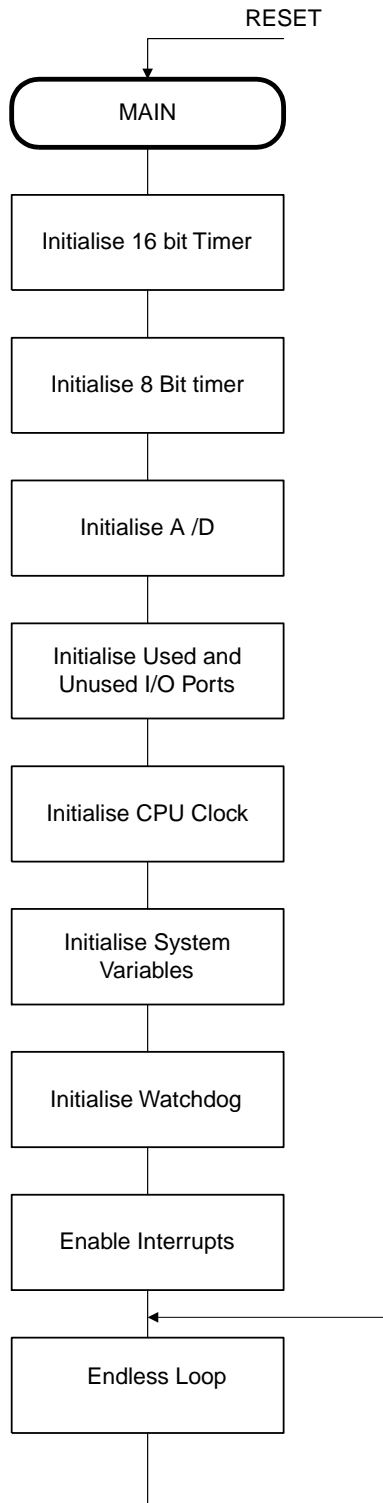 RESET
MAIN
Initialise 16 bit Timer
Initialise 8 Bit timer
Initialise A /D
Initialise Used and
Unused I/O Ports
Initialise CPU Clock
Initialise System
Variables
Initialise Watchdog
Enable Interrupts
Endless Loop